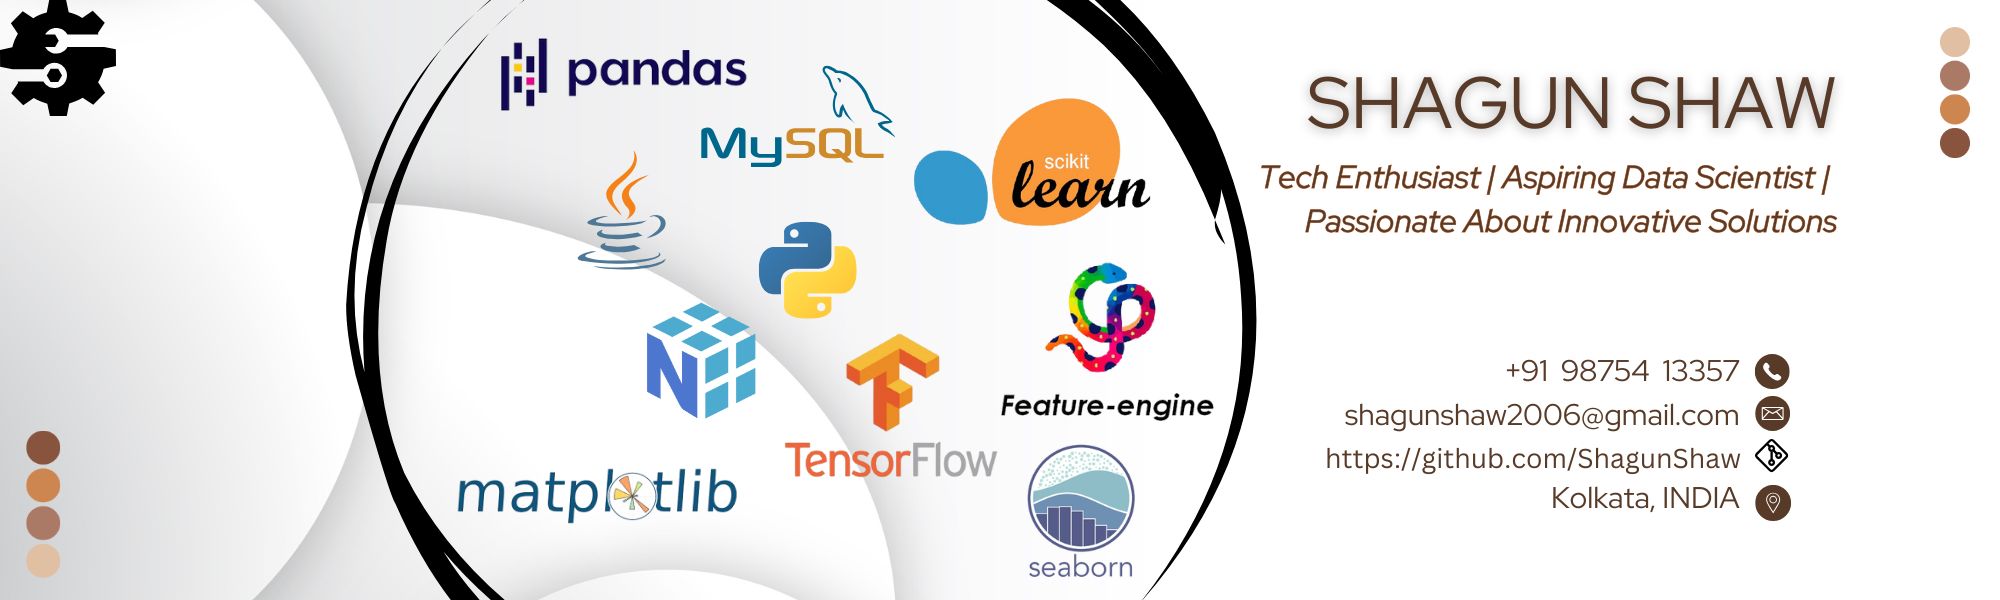 pandas
MySQL
scikit
learn
N
TensorFlow
Feature-engine
matplotlib
seaborn
SHAGUN SHAW
Tech Enthusiast | Aspiring Data Scientist |
Passionate About Innovative Solutions
+91 98754 13357
shagunshaw2006@gmail.com
https://github.com/ShagunShaw
Kolkata, INDIA